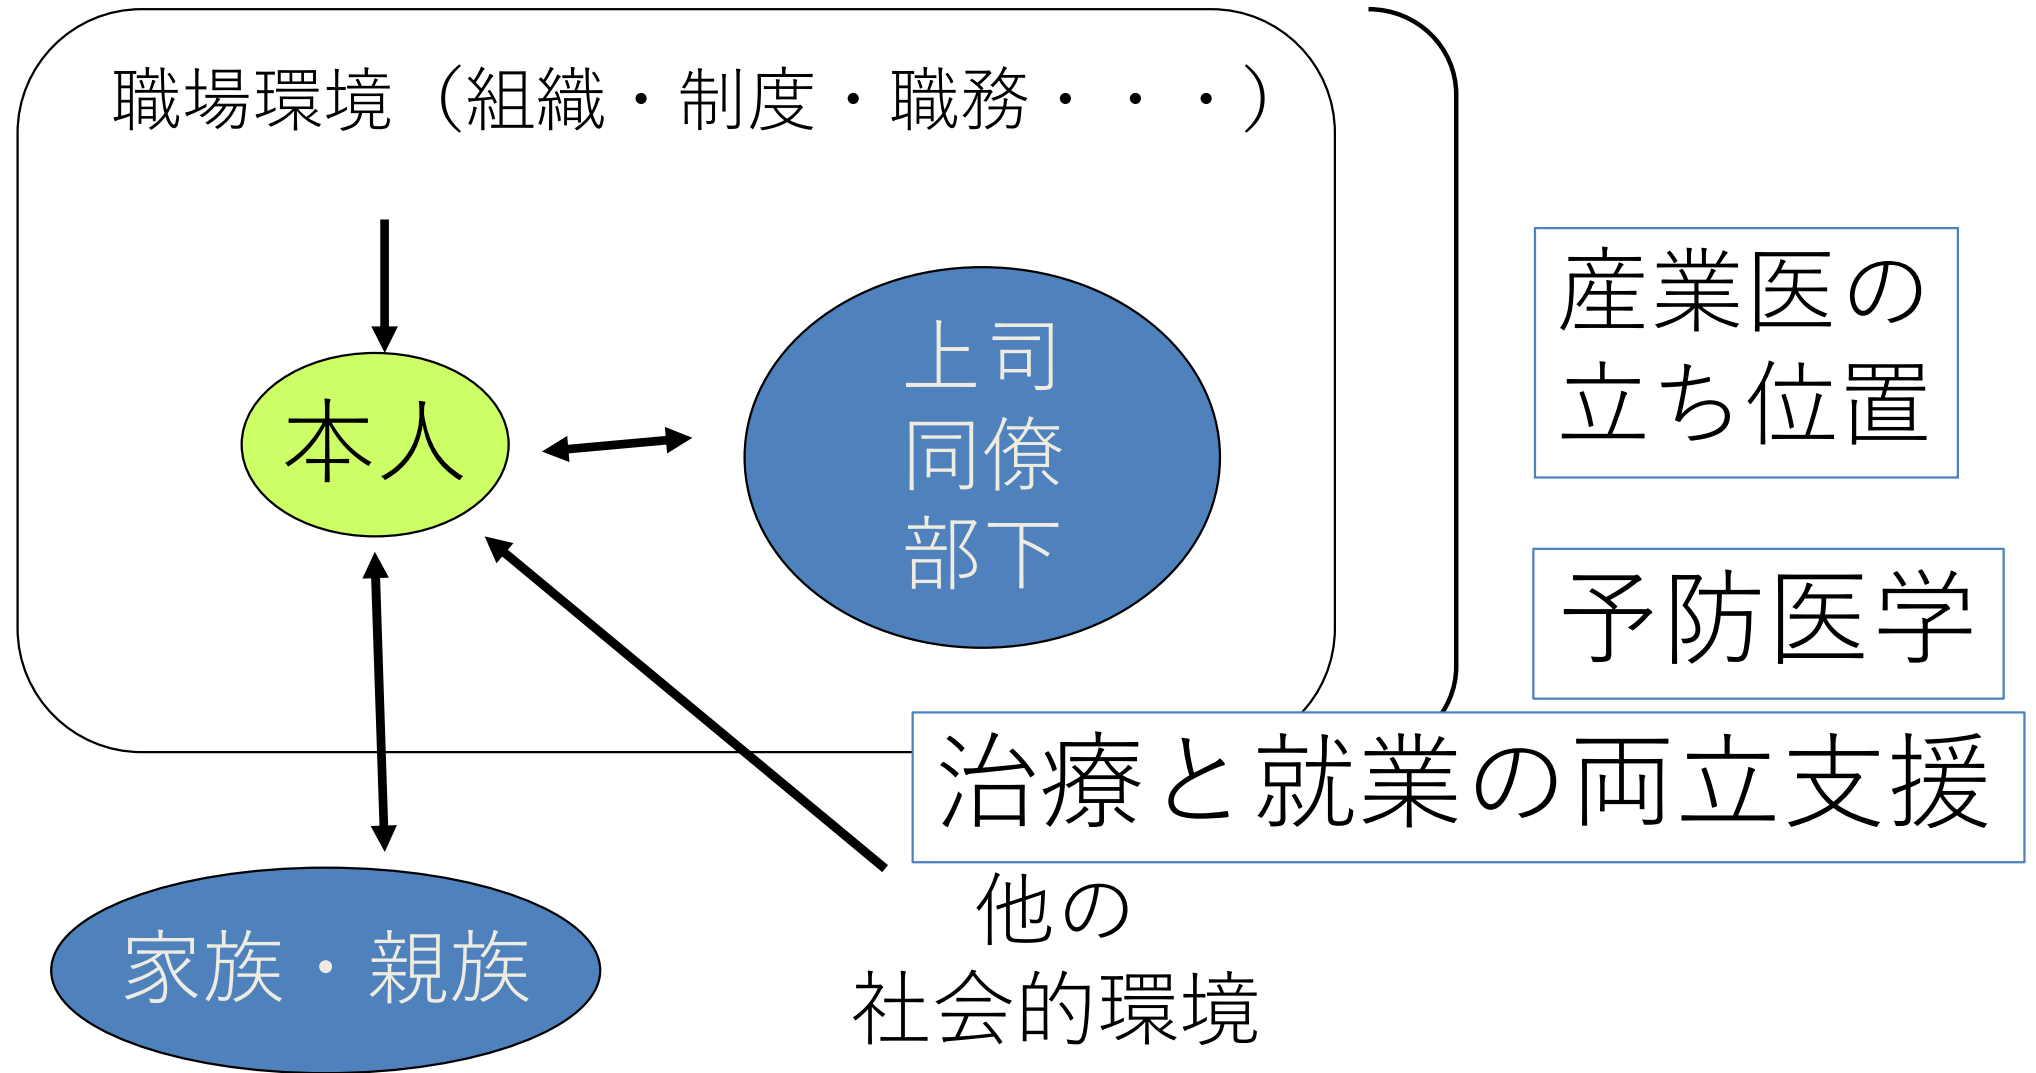 職場環境（組織・制度・職務・・・）
本人
上司
同僚
部下
産業医の
立ち位置
予防医学
治療と就業の両立支援
他の
社会的環境
家族・親族